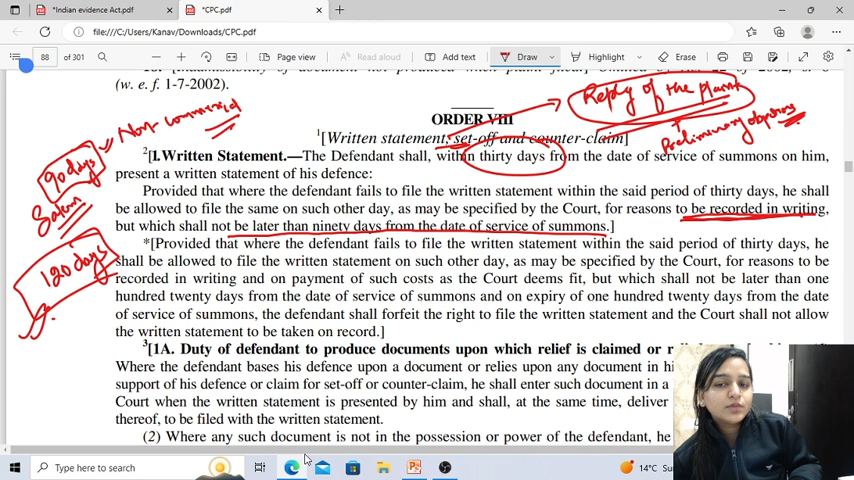 *Indian evidence Act.pdf
*CPC.pdf
file:///C:/Users/Kanav/Downloads/CPC.pdf
88 of 301
Page view
Read aloud
Add text
Draw
Highlight
Erase
(w. e. f. 1-7-2002).
Reply of the plaint
Preliminary objections
Non-commercial
90 days
120 days
ORDER VIII
1[Written statement, set-off and counter-claim]
2[1.Written Statement.—The Defendant shall, within thirty days from the date of service of summons on him,
present a written statement of his defence:
Provided that where the defendant fails to file the written statement within the said period of thirty days, he shall
be allowed to file the same on such other day, as may be specified by the Court, for reasons to be recorded in writing,
but which shall not be later than ninety days from the date of service of summons.]
*[Provided that where the defendant fails to file the written statement within the said period of thirty days, he
shall be allowed to file the written statement on such other day, as may be specified by the Court, for reasons to be
recorded in writing and on payment of such costs as the Court deems fit, but which shall not be later than one
hundred twenty days from the date of service of summons and on expiry of one hundred twenty days from the date
of service of summons, the defendant shall forfeit the right to file the written statement and the Court shall not allow
the written statement to be taken on record.]
3[1A. Duty of defendant to produce documents upon which relief is claimed or
Where the defendant bases his defence upon a document or relies upon any document in
support of his defence or claim for set-off or counter-claim, he shall enter such document in a
Court when the written statement is presented by him and shall, at the same time, deliver
thereof, to be filed with the written statement.
(2) Where any such document is not in the possession or power of the defendant, he
Type here to search
14°C